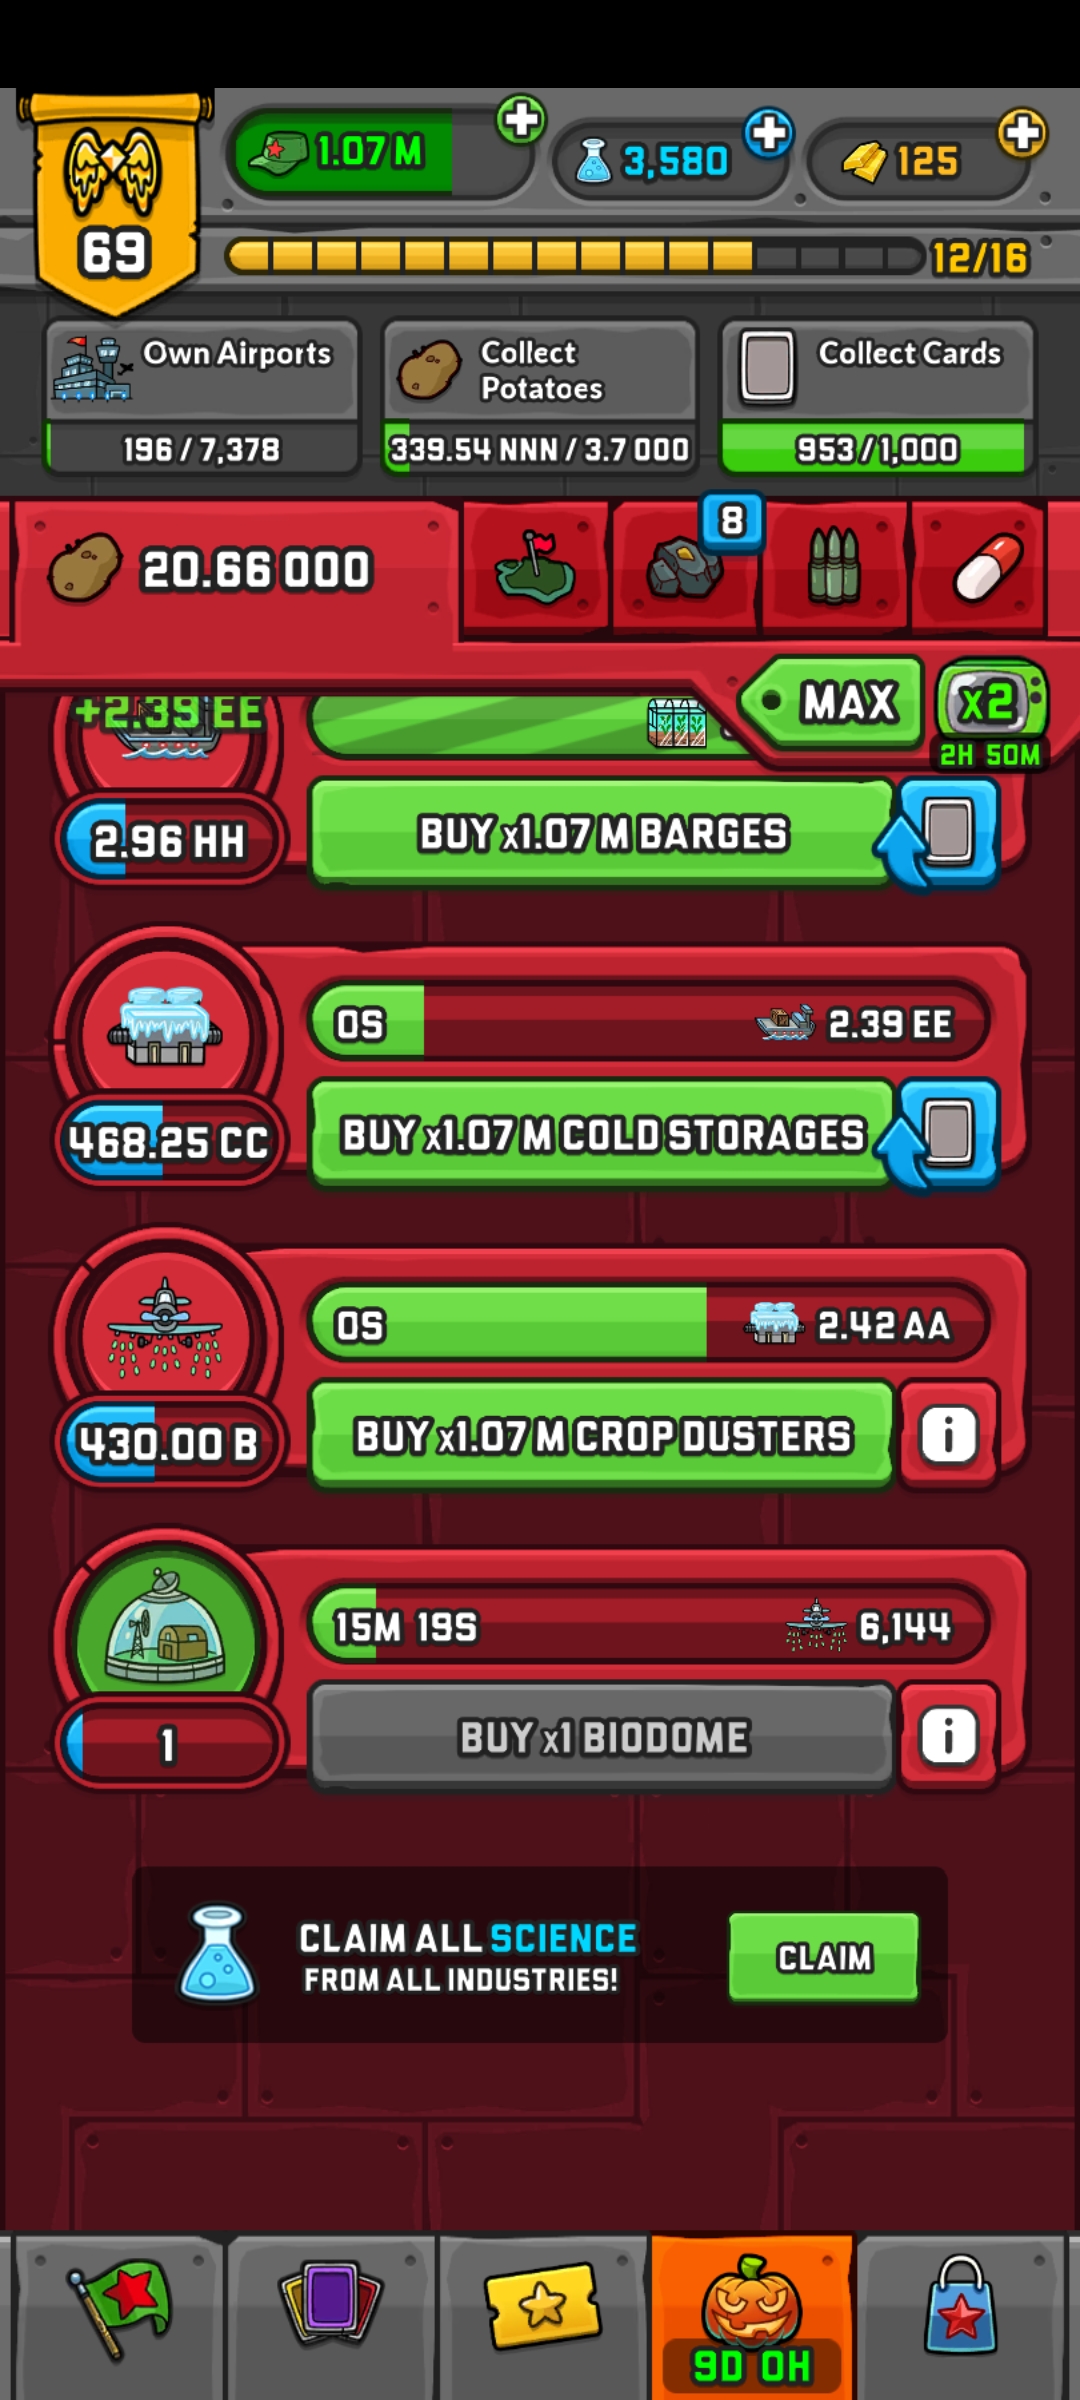 1.07 M
3,580
125
69
12/16
Own Airports
196 / 7,378
Collect
Potatoes
339.54 NNN / 3.7 OOO
Collect Cards
953 / 1,000
20.66 OOO
8
MAX
x2
2H 50M
+2.39 EE
2.96 HH
BUY x1.07 M BARGES
0S
2.39 EE
468.25 CC
BUY x1.07 M COLD STORAGES
0S
2.42 AA
430.00 B
BUY x1.07 M CROP DUSTERS
15M 19S
6,144
1
BUY x1 BIODOME
CLAIM ALL SCIENCE
FROM ALL INDUSTRIES!
CLAIM
9D 0H